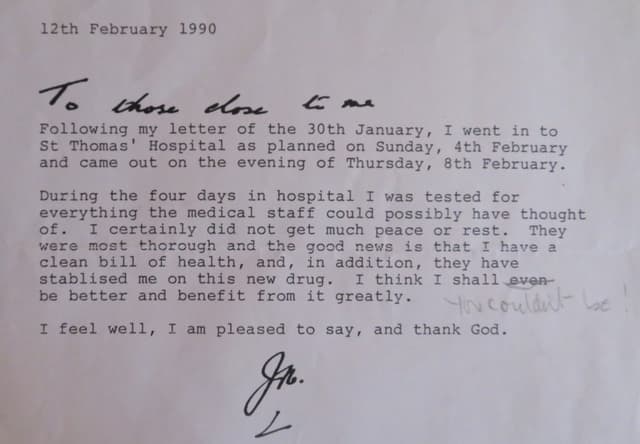 12th February 1990
To those close to me
Following my letter of the 30th January, I went in to
St Thomas' Hospital as planned on Sunday, 4th February
and came out on the evening of Thursday, 8th February.
During the four days in hospital I was tested for
everything the medical staff could possibly have thought
of. I certainly did not get much peace or rest. They
were most thorough and the good news is that I have a
clean bill of health, and, in addition, they have
stablised me on this new drug. I think I shall even
be better and benefit from it greatly.
You couldn't be!
I feel well, I am pleased to say, and thank God.